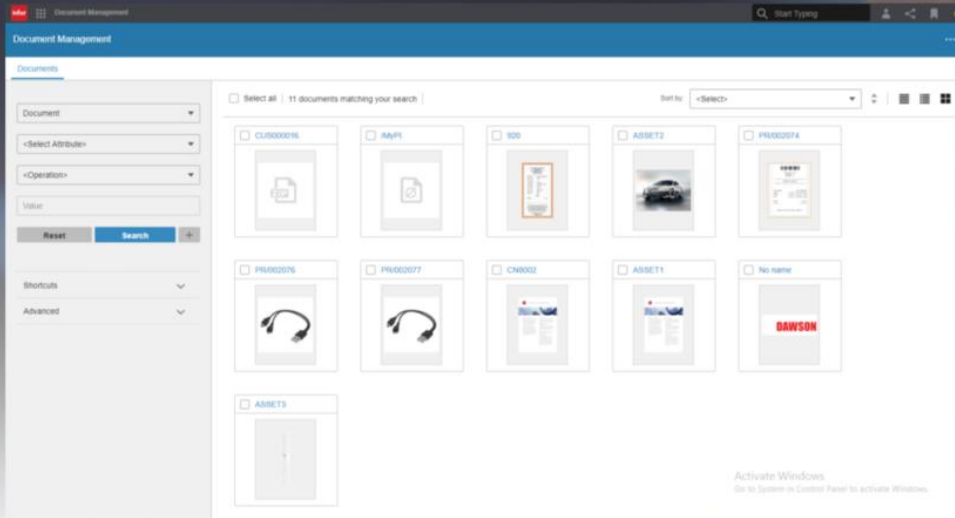 infor
Document Management
Start Typing
Document Management
Documents
Document
<Select Attribute>
<Operation>
Value
Reset
Search
+
Shortcuts
Advanced
Select all
11 documents matching your search
Sort by
<Select>
CUS000016
IMyPI
920
ASSET2
PR/002074
PR/002076
PR/002077
CN8002
ASSET1
No name
DAWSON
ASSET3
Activate Windows
Go to System in Control Panel to activate Windows.